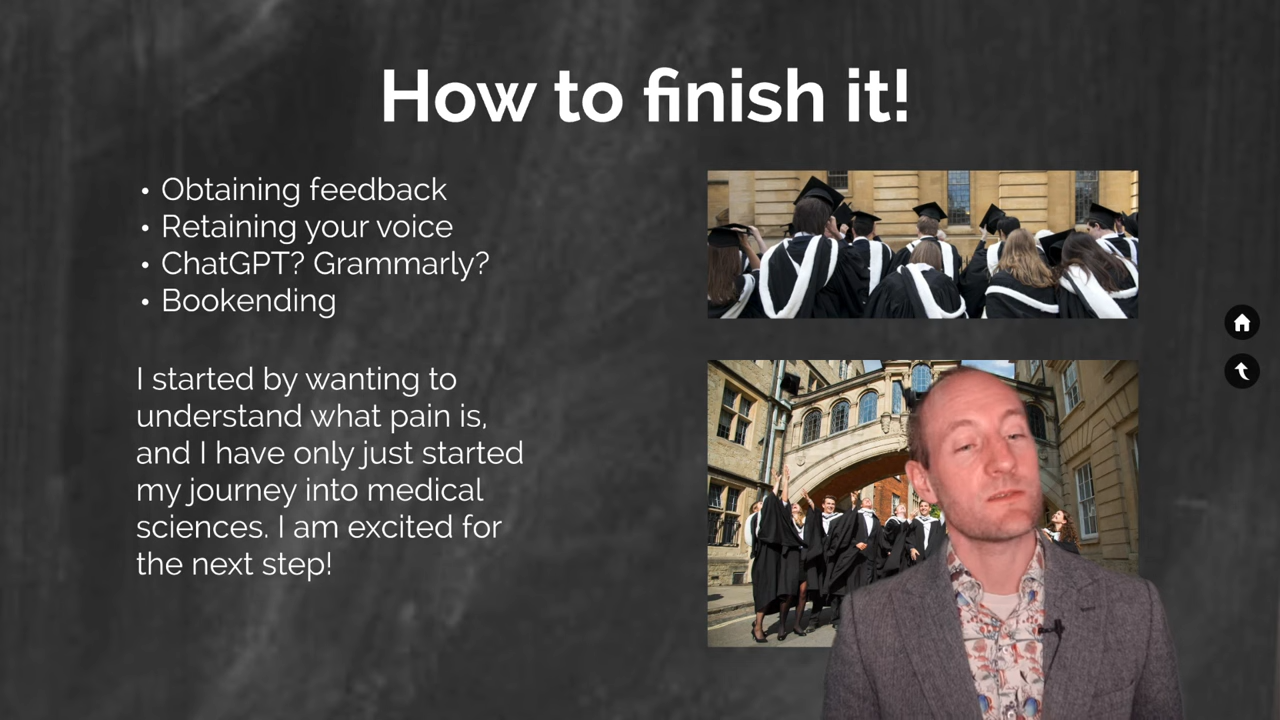 How to finish it!
• Obtaining feedback
• Retaining your voice
• ChatGPT? Grammarly?
• Bookending
I started by wanting to
understand what pain is,
and I have only just started
my journey into medical
sciences. I am excited for
the next step!